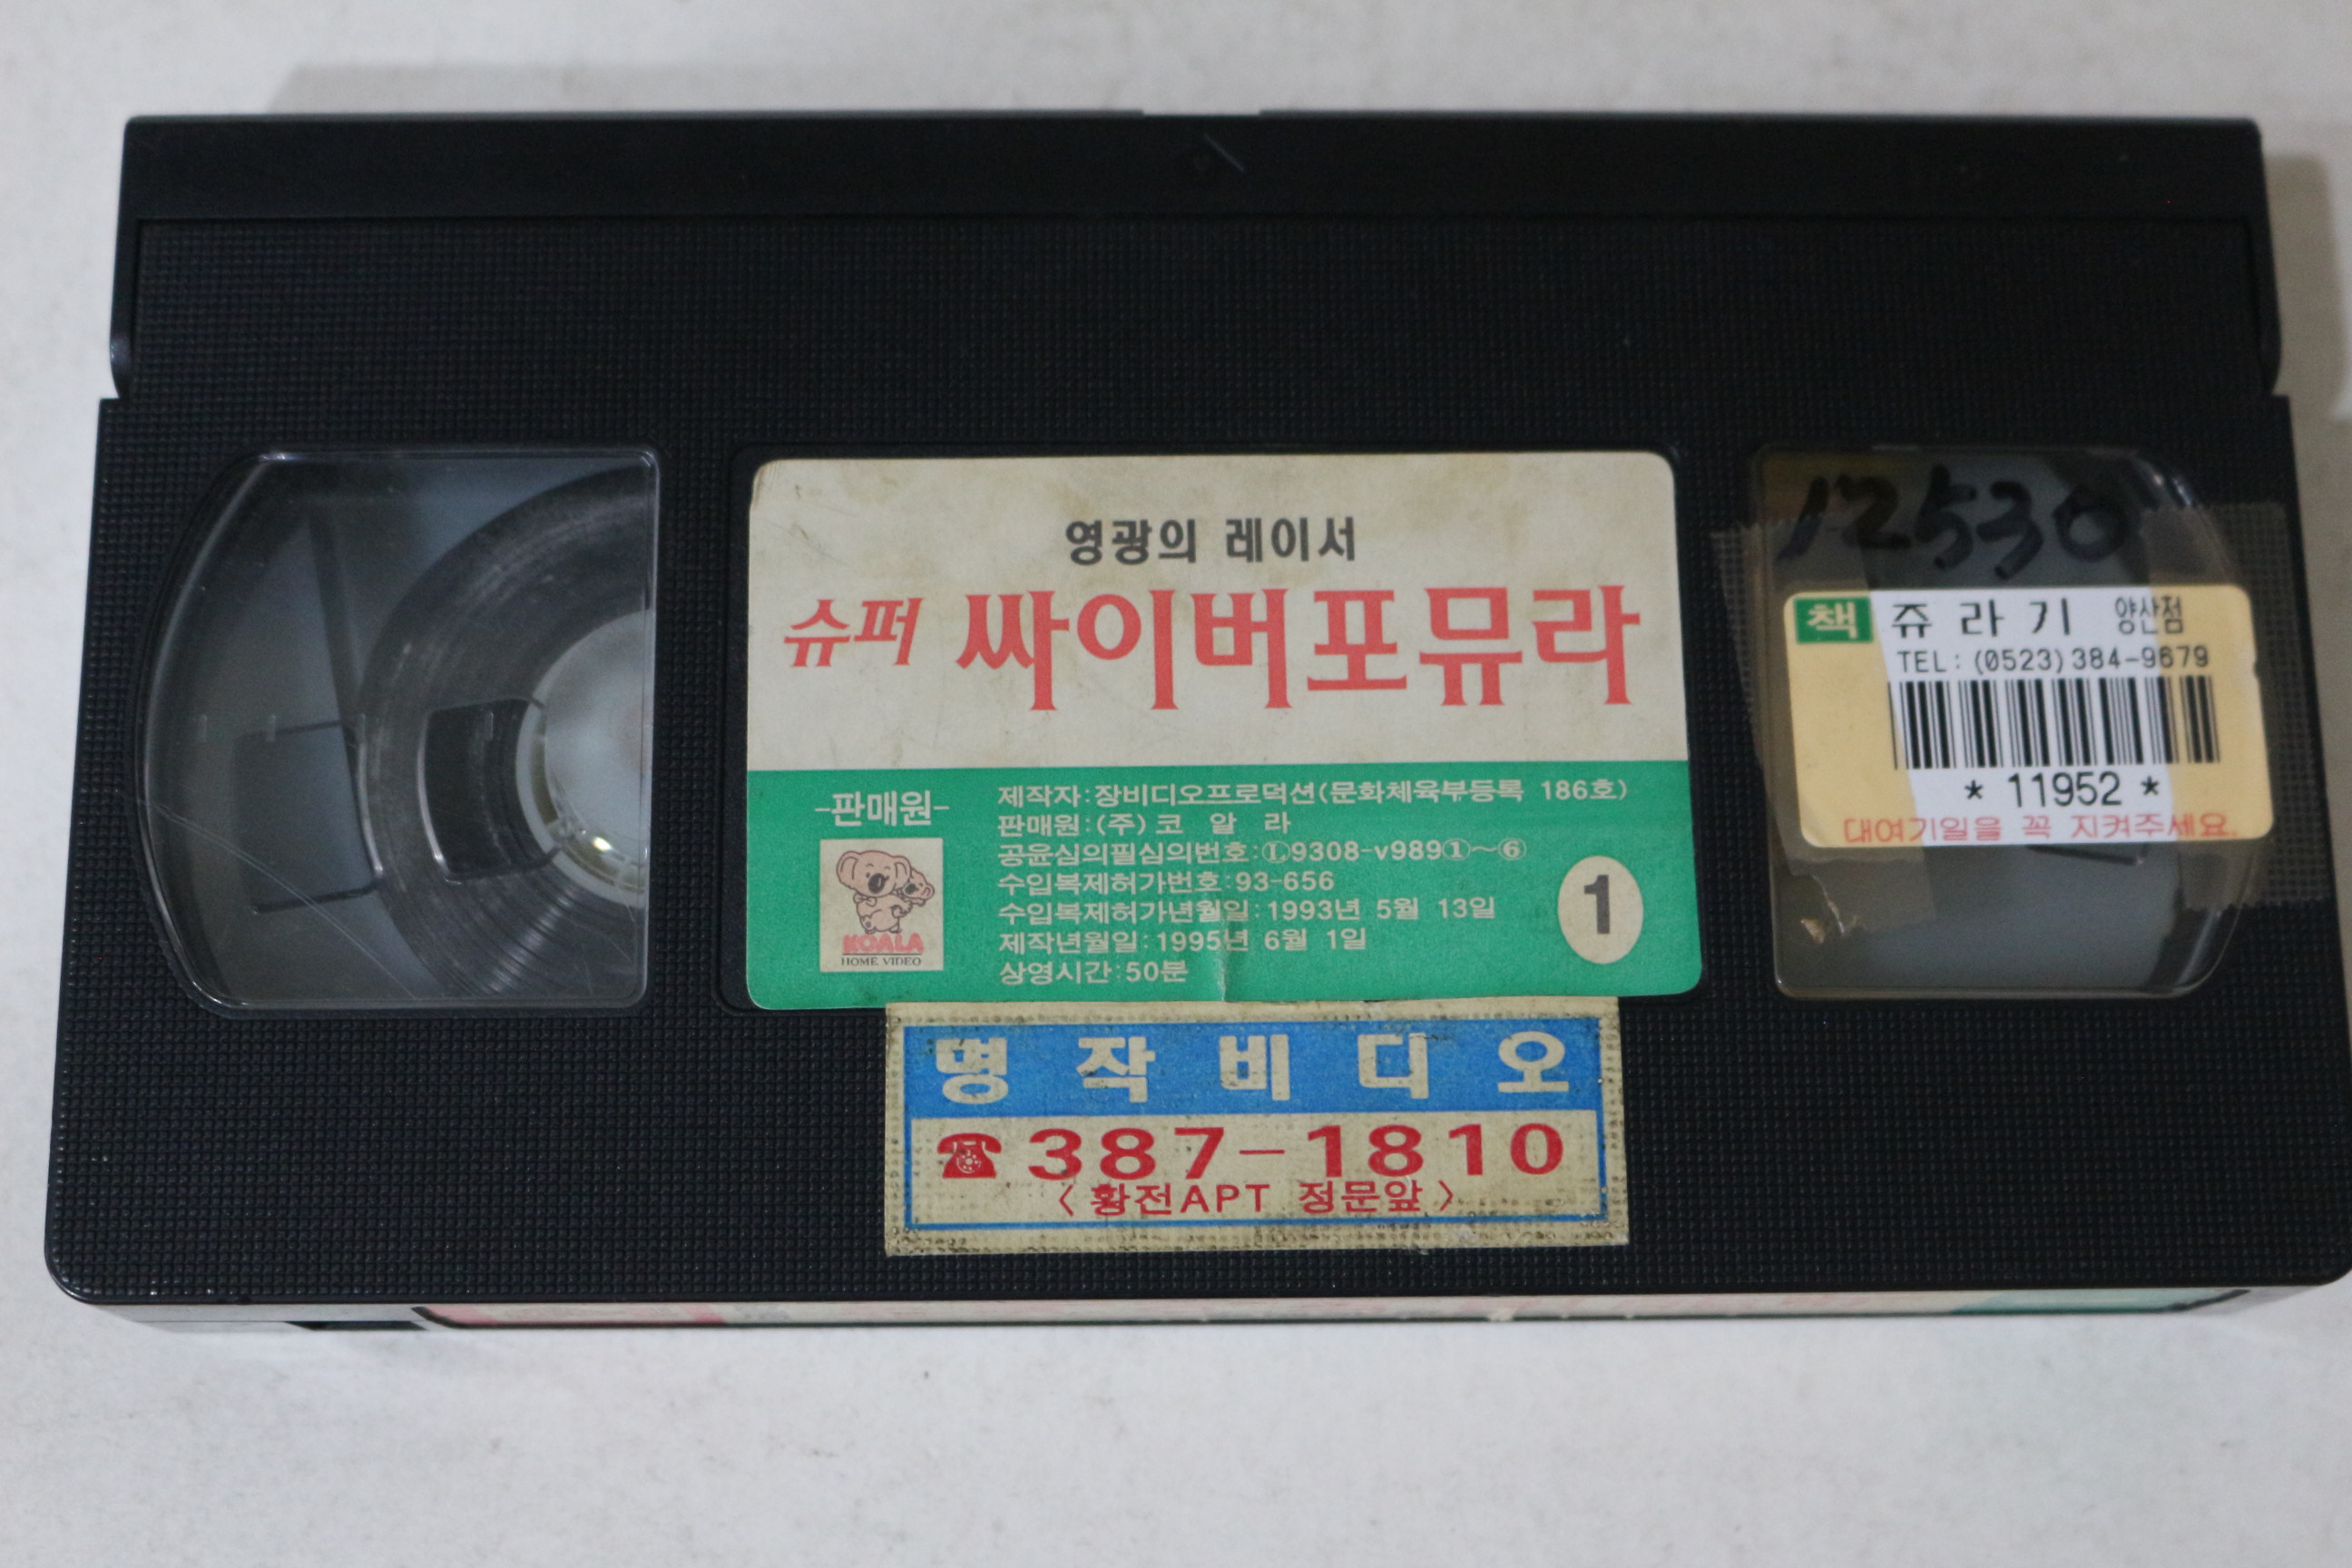 영광의 레이서
슈퍼 싸이버포뮤라
-판매원-
KOALA
HOME VIDEO
제작자:장비디오프로덕션(문화체육부등록 186호)
판매원:(주)코 알 라
공윤심의필심의번호:Ⓛ9308-v989①~⑥
수입복제허가번호:93-656
수입복제허가년월일:1993년 5월 13일
제작년월일:1995년 6월 1일
상영시간:50분
1
12530
책 쥬라기 양산점
TEL:(0523)384-9679
* 11952 *
대여기일을 꼭 지켜주세요.
명작비디오
☎387-1810
〈황전APT 정문앞〉